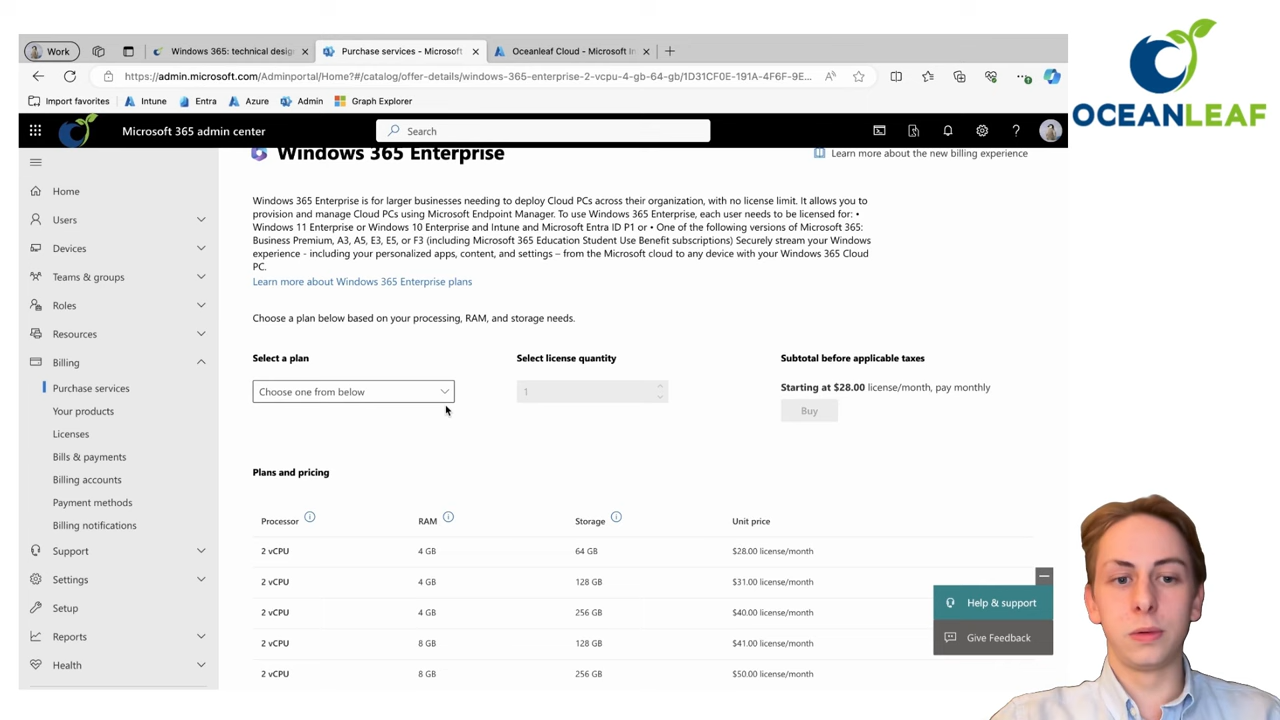 Work
Windows 365: technical desig
Purchase services - Microsoft
Oceanleaf Cloud - Microsoft In
https://admin.microsoft.com/Adminportal/Home?#/catalog/offer-details/windows-365-enterprise-2-vcpu-4-gb-64-gb/1D31CF0E-191A-4F6F-9E...
Import favorites
Intune
Entra
Azure
Admin
Graph Explorer
OCEANLEAF
Microsoft 365 admin center
Search
Home
Users
Devices
Teams & groups
Roles
Resources
Billing
Purchase services
Your products
Licenses
Bills & payments
Billing accounts
Payment methods
Billing notifications
Support
Settings
Setup
Reports
Health
Windows 365 Enterprise
Learn more about the new billing experience
Windows 365 Enterprise is for larger businesses needing to deploy Cloud PCs across their organization, with no license limit. It allows you to
provision and manage Cloud PCs using Microsoft Endpoint Manager. To use Windows 365 Enterprise, each user needs to be licensed for: •
Windows 11 Enterprise or Windows 10 Enterprise and Intune and Microsoft Entra ID P1 or • One of the following versions of Microsoft 365:
Business Premium, A3, A5, E3, E5, or F3 (including Microsoft 365 Education Student Use Benefit subscriptions) Securely stream your Windows
experience - including your personalized apps, content, and settings – from the Microsoft cloud to any device with your Windows 365 Cloud
PC.
Learn more about Windows 365 Enterprise plans
Choose a plan below based on your processing, RAM, and storage needs.
Select a plan
Choose one from below
Select license quantity
1
Subtotal before applicable taxes
Starting at $28.00 license/month, pay monthly
Buy
Plans and pricing
Processor RAM Storage Unit price
2 vCPU 4 GB 64 GB $28.00 license/month
2 vCPU 4 GB 128 GB $31.00 license/month
2 vCPU 4 GB 256 GB $40.00 license/month
2 vCPU 8 GB 128 GB $41.00 license/month
2 vCPU 8 GB 256 GB $50.00 license/month
Help & support
Give Feedback